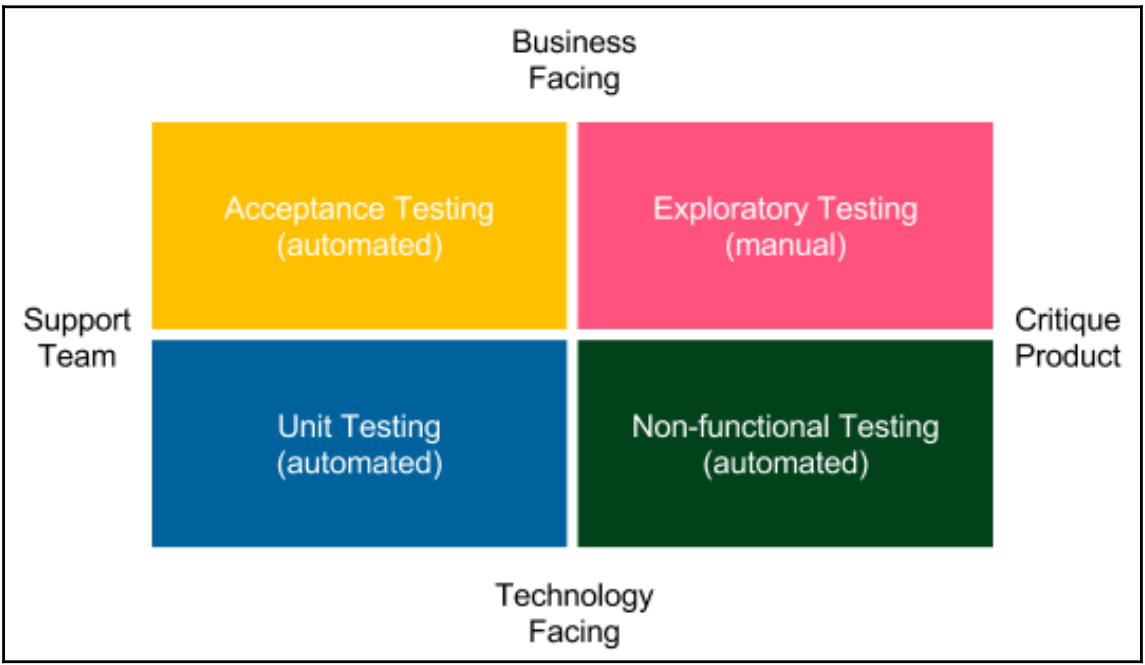 Business
Facing
Acceptance Testing
(automated)
Exploratory Testing
(manual)
Support
Team
Critique
Product
Unit Testing
(automated)
Non-functional Testing
(automated)
Technology
Facing